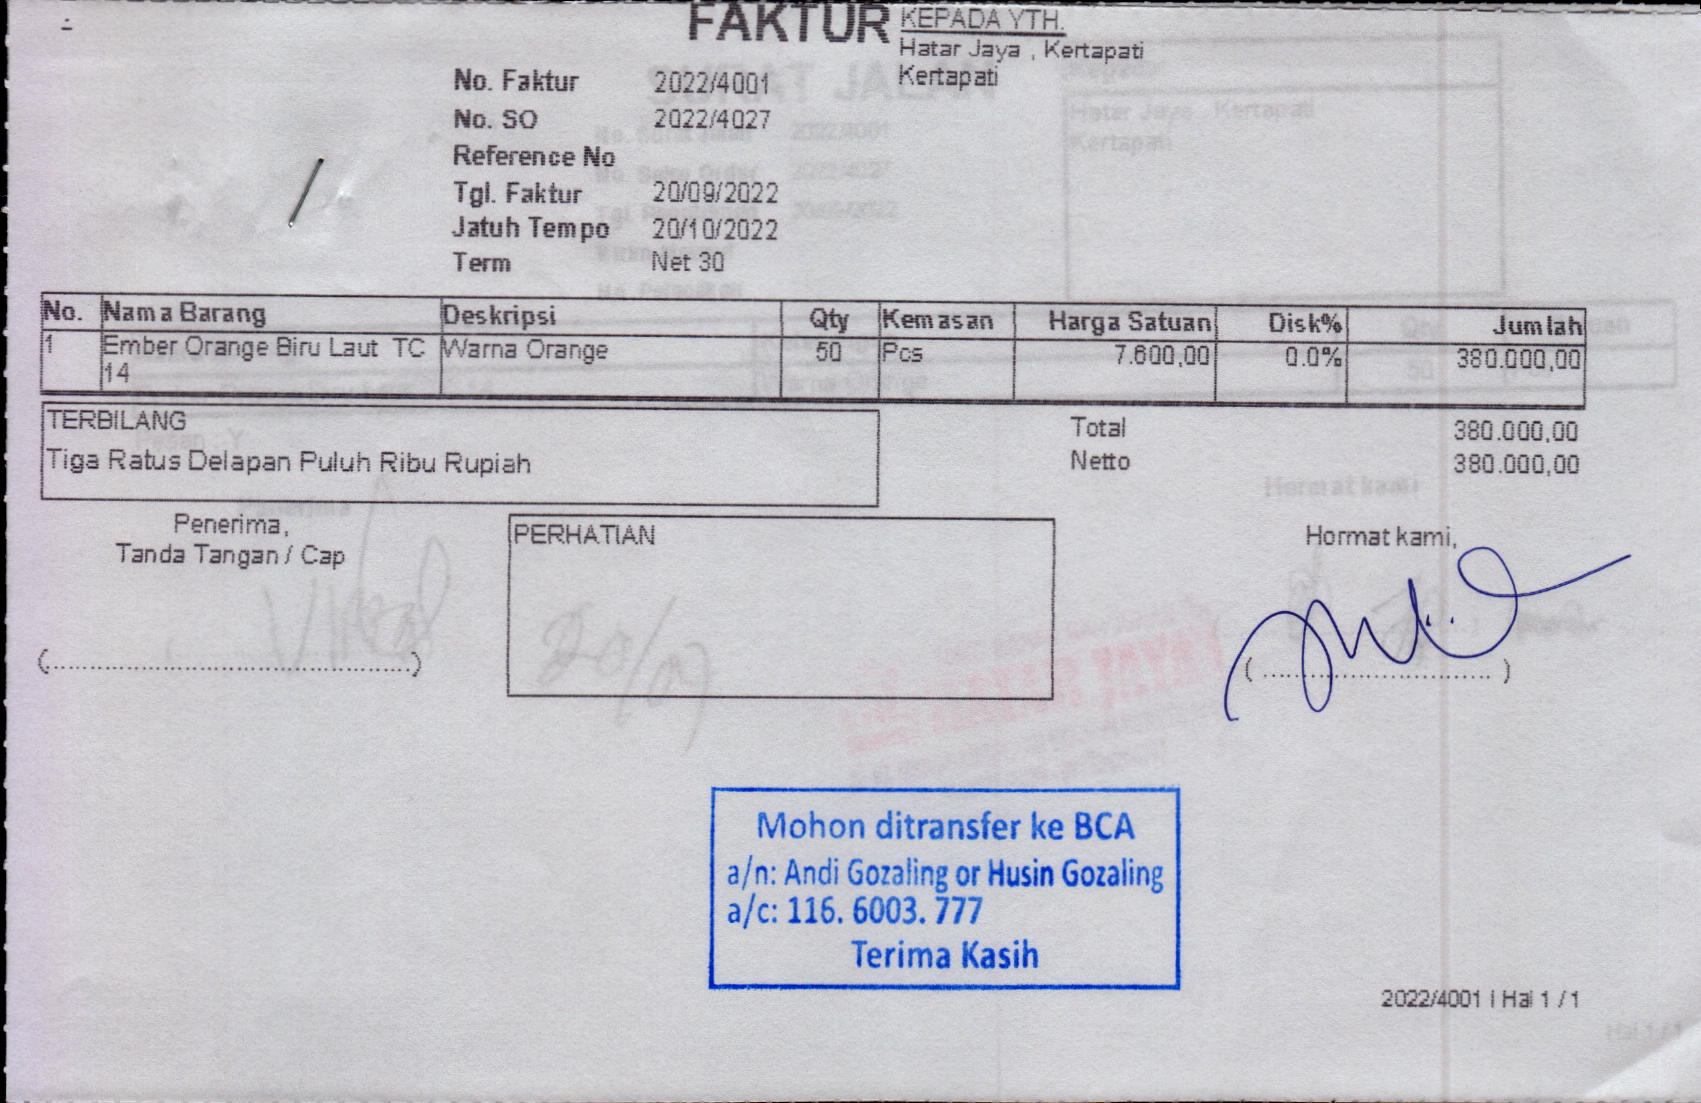 FAKTUR
KEPADA YTH.
Hatar Jaya , Kertapati
Kertapati
No. Faktur 2022/4001
No. SO 2022/4027
Reference No
Tgl. Faktur 20/09/2022
Jatuh Tempo 20/10/2022
Term Net 30
No. Nama Barang Deskripsi Qty Kemasan Harga Satuan Disk% Jumlah
1 Ember Orange Biru Laut TC 14 Warna Orange 50 Pcs 7.600,00 0.0% 380.000,00
TERBILANG
Tiga Ratus Delapan Puluh Ribu Rupiah
Total 380.000,00
Netto 380.000,00
Penerima,
Tanda Tangan / Cap
PERHATIAN
Hormat kami,
20/09
Mohon ditransfer ke BCA
a/n: Andi Gozaling or Husin Gozaling
a/c: 116. 6003. 777
Terima Kasih
2022/4001 | Hal 1 / 1